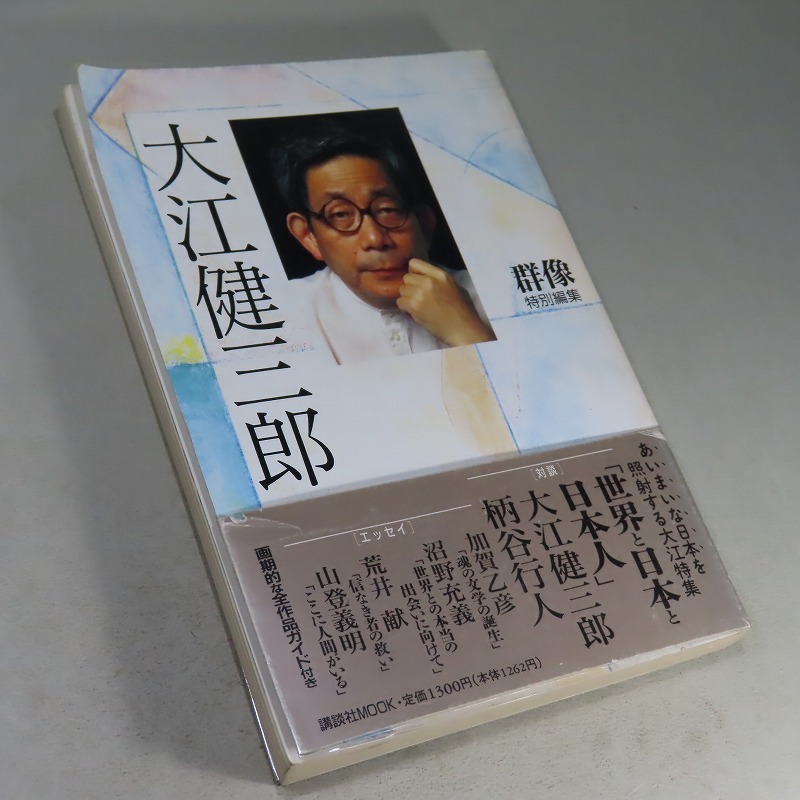 大江健三郎
群像
特別編集
あいまいな日本を
照射する大江特集
[対談]
「世界と日本と
日本人」
大江健三郎
柄谷行人
[エッセイ]
加賀乙彦
「魂の文学の誕生」
沼野充義
「世界との本当の
出会いに向けて」
荒井 献
「信なき者の救い」
山登義明
「ここに人間がいる」
画期的な全作品ガイド付き
講談社MOOK・定価1300円(本体1262円)